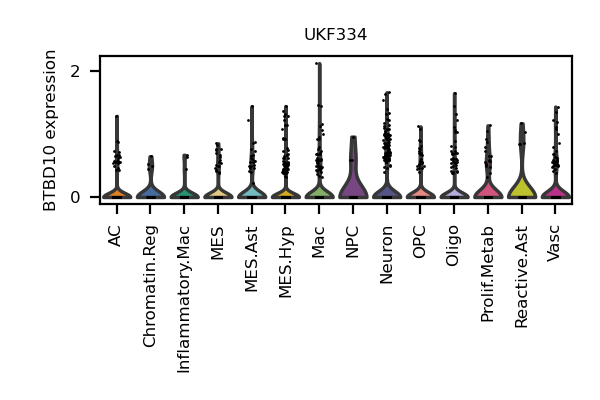 UKF334
BTBD10 expression
2
0
AC
Chromatin.Reg
Inflammatory.Mac
MES
MES.Ast
MES.Hyp
Mac
NPC
Neuron
OPC
Oligo
Prolif.Metab
Reactive.Ast
Vasc